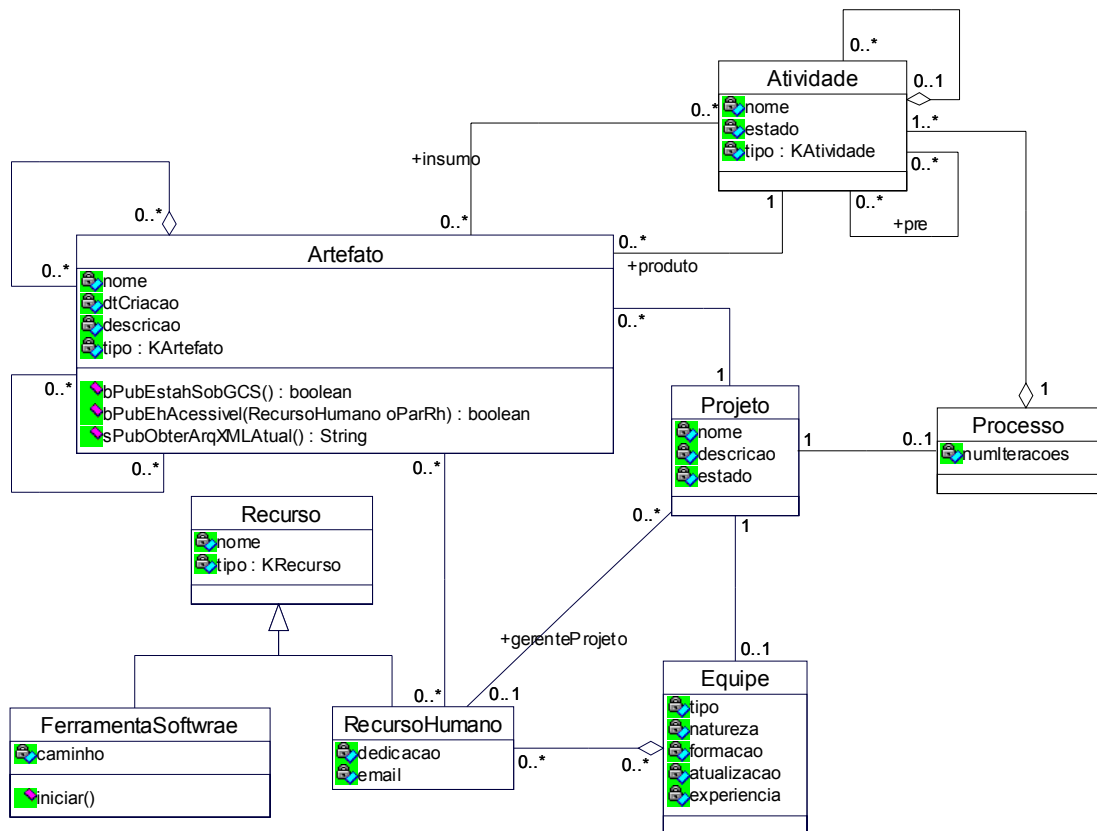 0..*
Atividade
0..1
nome
estado
tipo : KAtividade
0..*
1..*
0..*
+insumo
0..*
+pre
1
0..*
0..*
0..*
0..*
+produto
Artefato
nome
dtCriacao
descricao
tipo : KArtefato
bPubEstahSobGCS() : boolean
bPubEhAcessivel(RecursoHumano oParRh) : boolean
sPubObterArqXMLAtual() : String
0..*
0..*
0..*
0..*
1
Projeto
nome
descricao
estado
1
0..1
1
Processo
numIteracoes
Recurso
nome
tipo : KRecurso
0..*
1
+gerenteProjeto
0..1
0..*
0..1
FerramentaSoftwrae
caminho
iniciar()
RecursoHumano
dedicacao
email
0..*
0..*
Equipe
tipo
natureza
formacao
atualizacao
experiencia